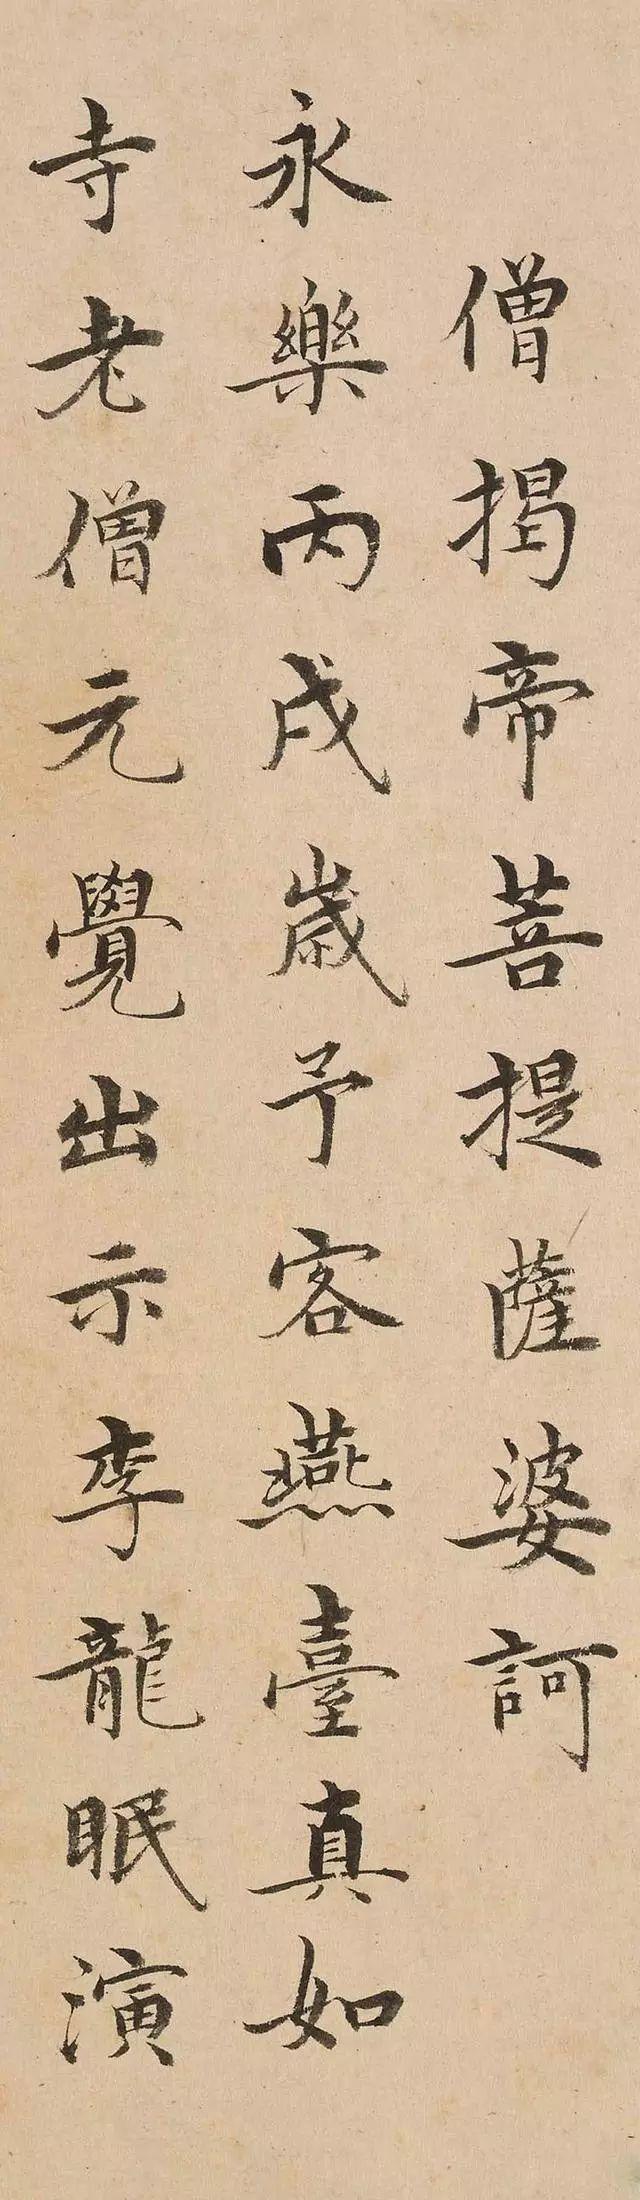 僧揭帝菩提薩婆訶
永樂丙戌歲予客燕臺真如
寺老僧元覺出示李龍眠演